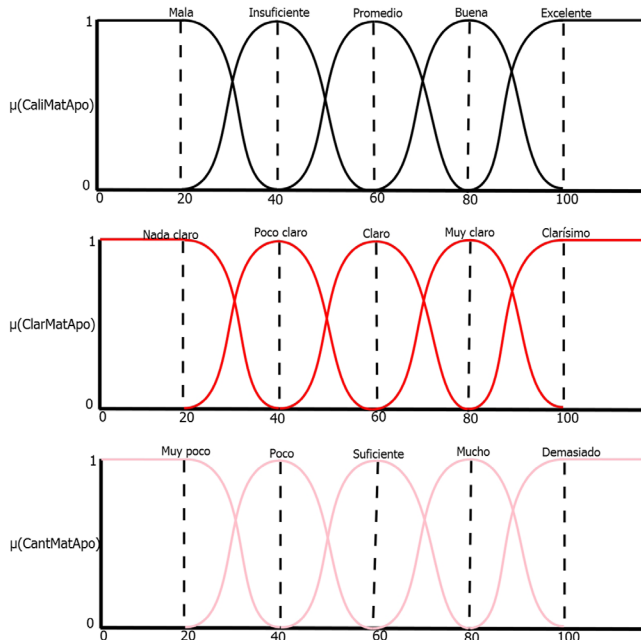 Mala Insuficiente Promedio Buena Excelente
1
μ(CaliMatApo)
0
0 20 40 60 80 100
Nada claro Poco claro Claro Muy claro Clarísimo
1
μ(ClarMatApo)
0
0 20 40 60 80 100
Muy poco Poco Suficiente Mucho Demasiado
1
μ(CantMatApo)
0
0 20 40 60 80 100